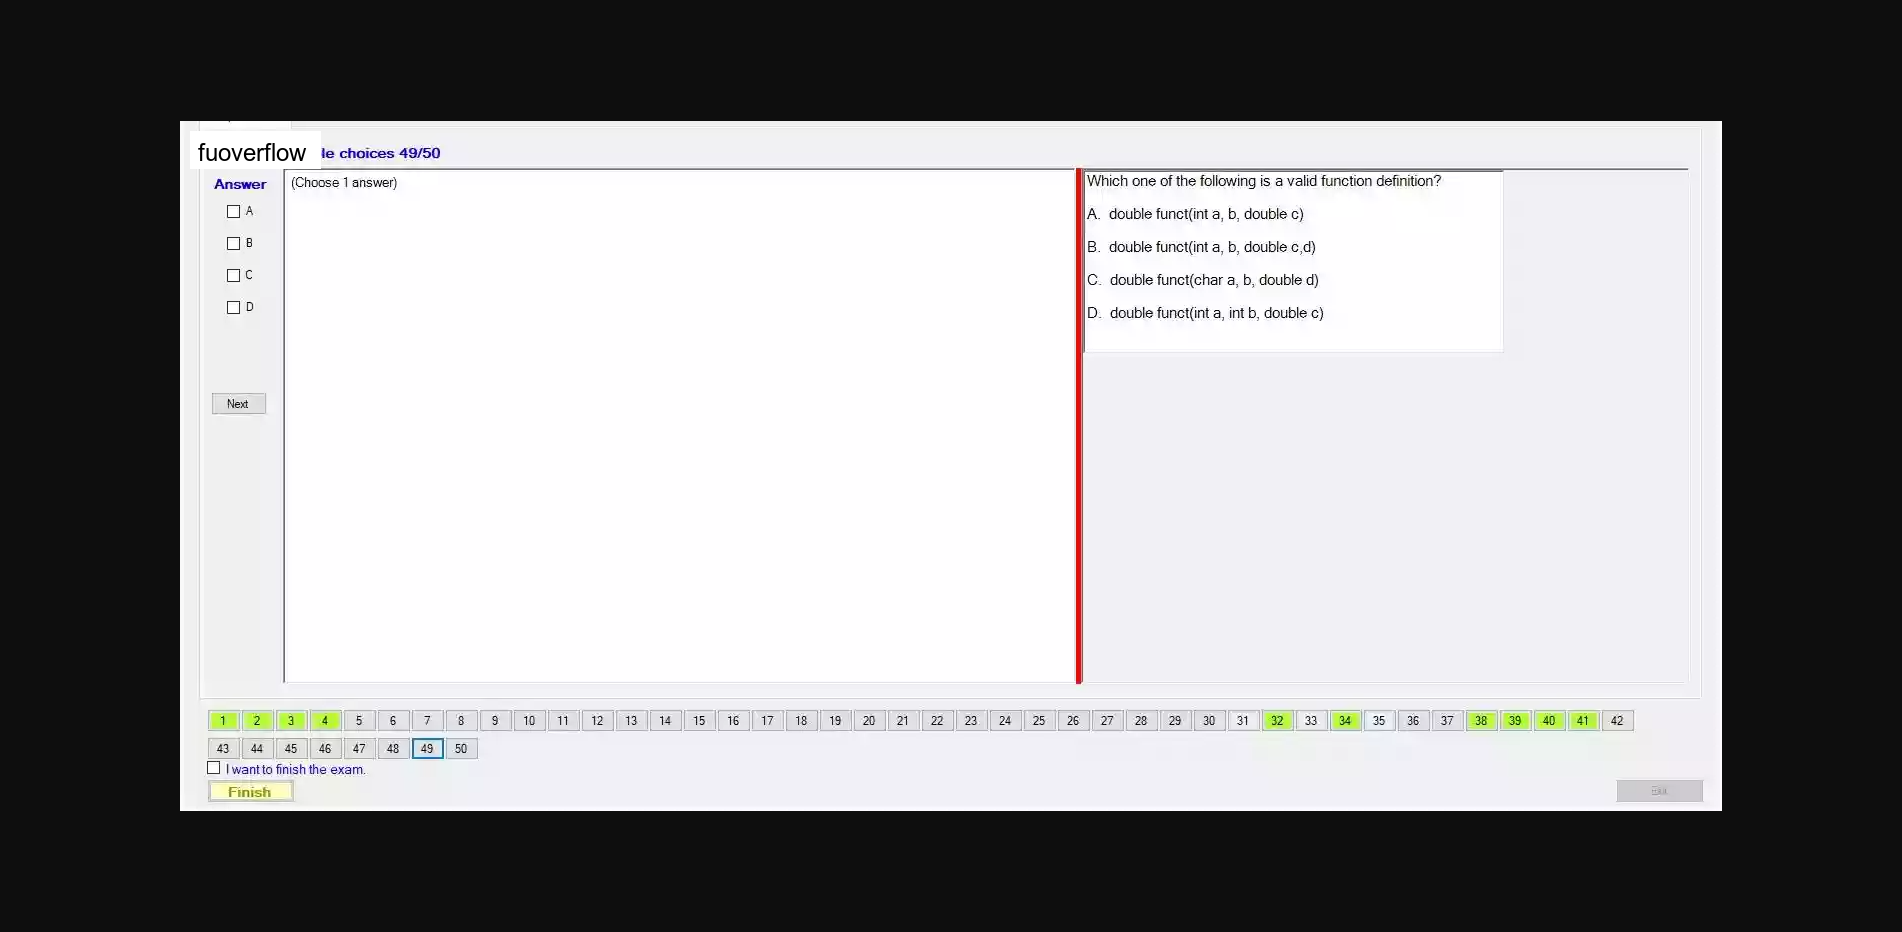 fuoverflow
le choices 49/50
Answer
(Choose 1 answer)
A
B
C
D
Next
Which one of the following is a valid function definition?
A. double funct(int a, b, double c)
B. double funct(int a, b, double c,d)
C. double funct(char a, b, double d)
D. double funct(int a, int b, double c)
1 2 3 4 5 6 7 8 9 10 11 12 13 14 15 16 17 18 19 20 21 22 23 24 25 26 27 28 29 30 31 32 33 34 35 36 37 38 39 40 41 42
43 44 45 46 47 48 49 50
I want to finish the exam.
Finish
Exit